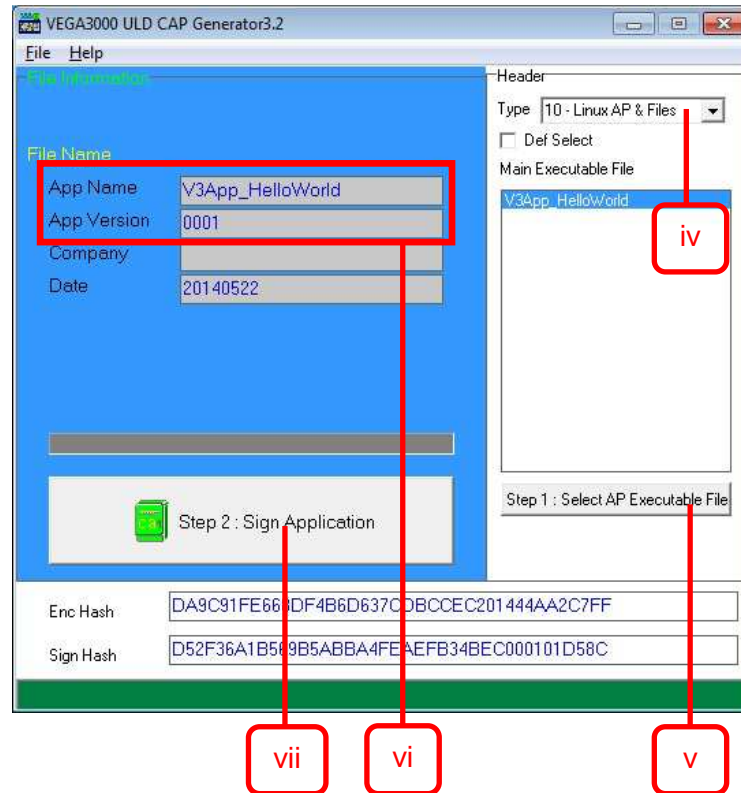 VEGA3000 ULD CAP Generator3.2
File Help
File Information
File Name
App Name V3App_HelloWorld
App Version 0001
Company
Date 20140522
Step 2 : Sign Application
Header
Type 10 - Linux AP & Files
Def Select
Main Executable File
V3App_HelloWorld
Step 1 : Select AP Executable File
Enc Hash
Sign Hash
iv
vii
vi
v